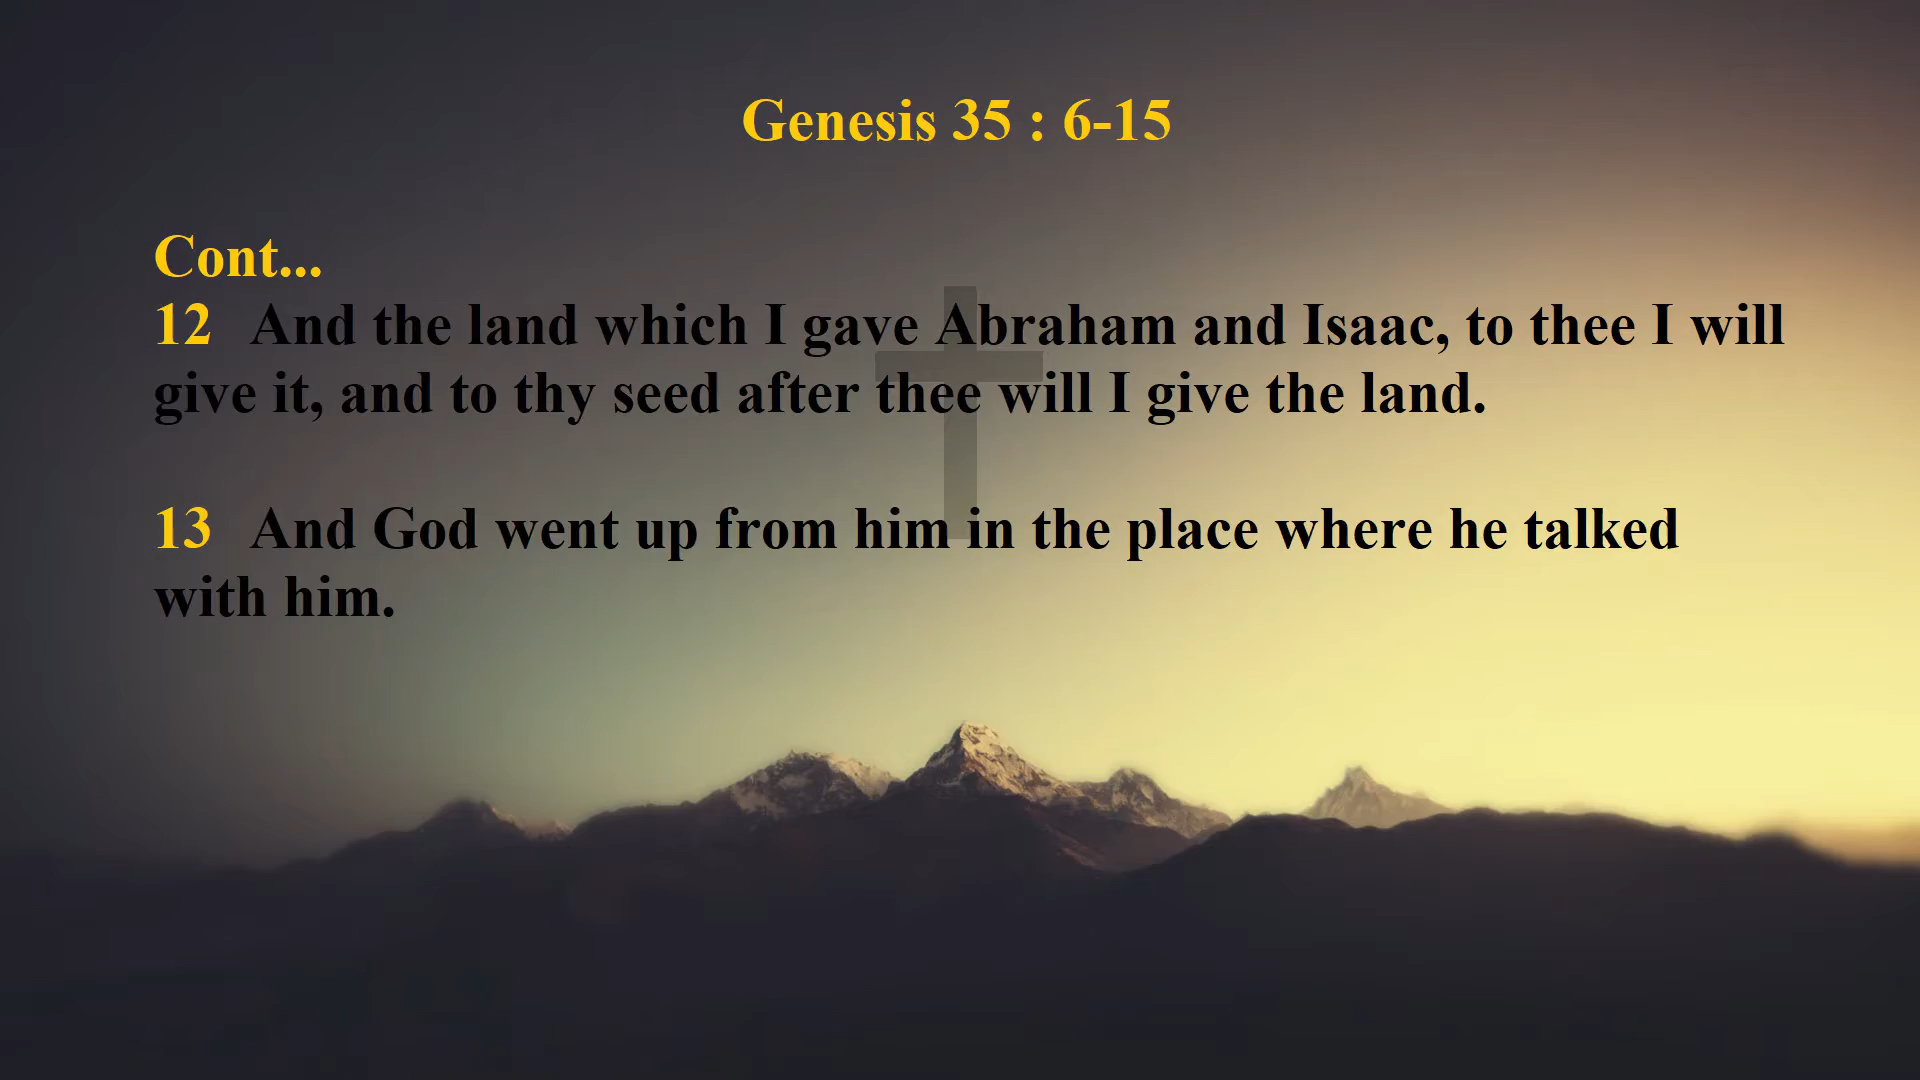 Genesis 35 : 6-15
Cont...
12 And the land which I gave Abraham and Isaac, to thee I will
give it, and to thy seed after thee will I give the land.
13 And God went up from him in the place where he talked
with him.